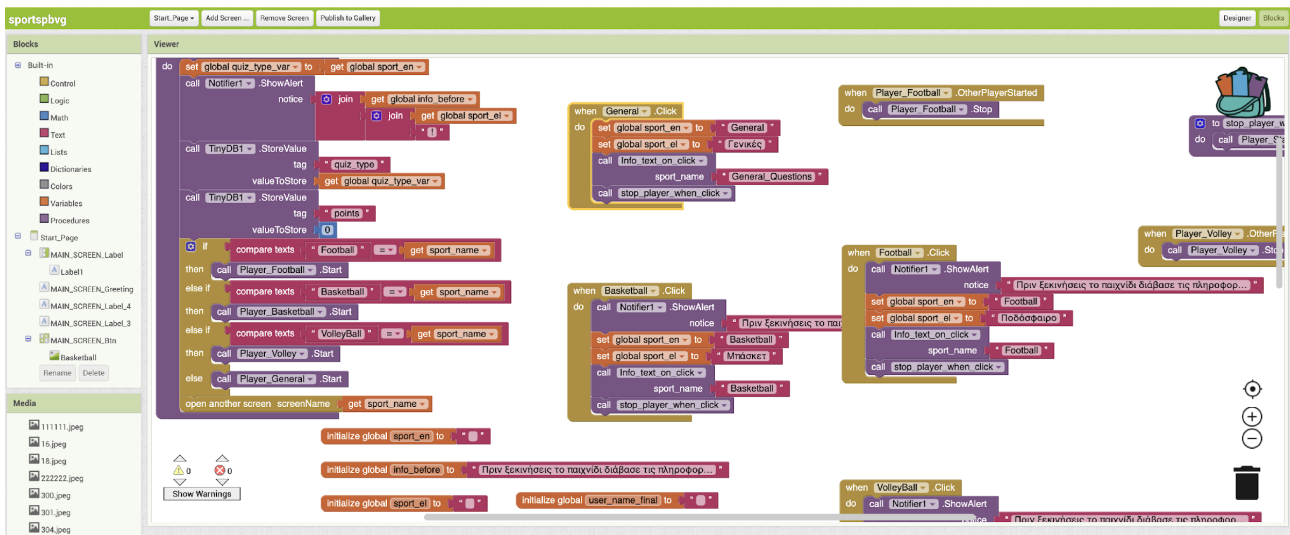 sportspbvg
Start_Page Add Screen ... Remove Screen Publish to Gallery Designer Blocks
Blocks
Built-in
Control
Logic
Math
Text
Lists
Dictionaries
Colors
Variables
Procedures
Start_Page
MAIN_SCREEN_Label
Label1
MAIN_SCREEN_Greeting
MAIN_SCREEN_Label_4
MAIN_SCREEN_Label_3
MAIN_SCREEN_Btn
Basketball
Rename Delete
Media
111111.jpeg
16.jpeg
18.jpeg
222222.jpeg
300.jpeg
301.jpeg
304.jpeg
Viewer
do set global quiz_type_var to get global sport_en
call Notifier1 .ShowAlert
notice join get global info_before
join get global sport_el
" ! "
call TinyDB1 .StoreValue
tag " quiz_type "
valueToStore get global quiz_type_var
call TinyDB1 .StoreValue
tag " points "
valueToStore 0
if compare texts " Football " = get sport_name
then call Player_Football .Start
else if compare texts " Basketball " = get sport_name
then call Player_Basketball .Start
else if compare texts " VolleyBall " = get sport_name
then call Player_Volley .Start
else call Player_General .Start
open another screen screenName get sport_name
initialize global sport_en to " "
initialize global info_before to " Πριν ξεκινήσεις το παιχνίδι διάβασε τις πληροφορ... "
initialize global sport_el to " "
initialize global user_name_final to " "
0 0
Show Warnings
when General .Click
do set global sport_en to " General "
set global sport_el to " Γενικές "
call Info_text_on_click
sport_name " General_Questions "
call stop_player_when_click
when Basketball .Click
do call Notifier1 .ShowAlert
notice " Πριν ξεκινήσεις το παι
set global sport_en to " Basketball "
set global sport_el to " Μπάσκετ "
call Info_text_on_click
sport_name " Basketball "
call stop_player_when_click
when Player_Football .OtherPlayerStarted
do call Player_Football .Stop
to stop_player_w
do call Player_
when Player_Volley .OtherP
do call Player_Volley .Sto
when Football .Click
do call Notifier1 .ShowAlert
notice " Πριν ξεκινήσεις το παιχνίδι διάβασε τις πληροφορ... "
set global sport_en to " Football "
set global sport_el to " Ποδόσφαιρο "
call Info_text_on_click
sport_name " Football "
call stop_player_when_click
when VolleyBall .Click
do call Notifier1 .ShowAlert
notice " Πριν ξεκινήσεις το παιχνίδι διάβασε τις πληροφορ... "